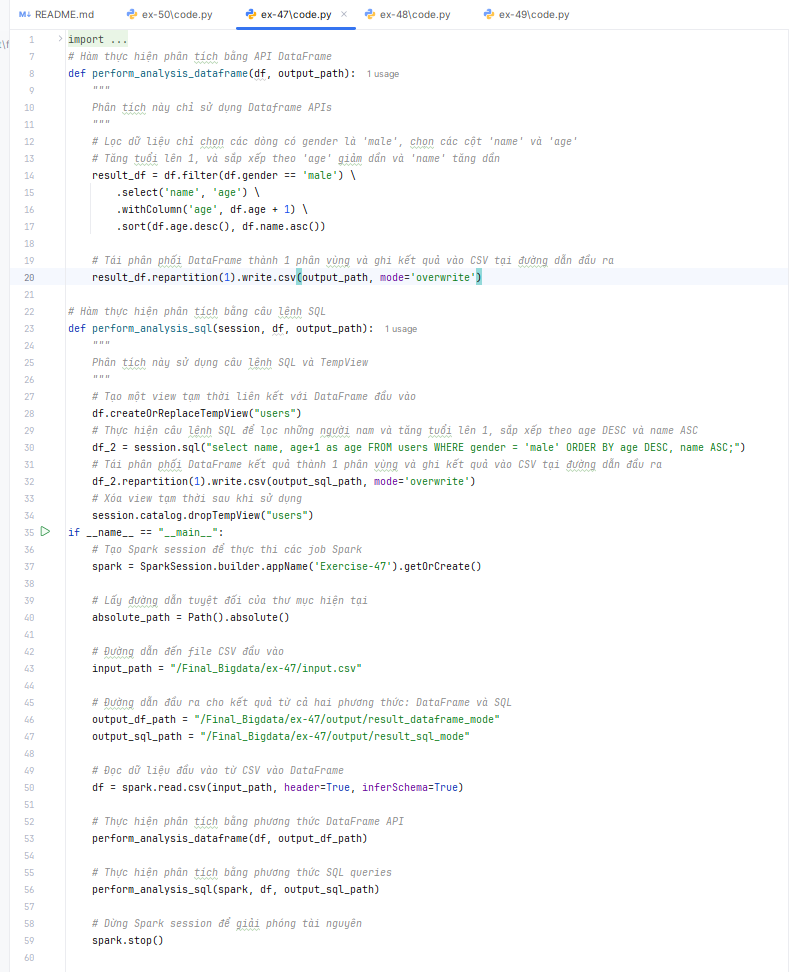 README.md ex-50\code.py ex-47\code.py ex-48\code.py ex-49\code.py
1 import ...
7 # Hàm thực hiện phân tích bằng API DataFrame
8 def perform_analysis_dataframe(df, output_path): 1 usage
9 """
10 Phân tích này chỉ sử dụng Dataframe APIs
11 """
12 # Lọc dữ liệu chỉ chọn các dòng có gender là 'male', chọn các cột 'name' và 'age'
13 # Tăng tuổi lên 1, và sắp xếp theo 'age' giảm dần và 'name' tăng dần
14 result_df = df.filter(df.gender == 'male') \
15 .select('name', 'age') \
16 .withColumn('age', df.age + 1) \
17 .sort(df.age.desc(), df.name.asc())
18
19 # Tái phân phối DataFrame thành 1 phân vùng và ghi kết quả vào CSV tại đường dẫn đầu ra
20 result_df.repartition(1).write.csv(output_path, mode='overwrite')
21
22 # Hàm thực hiện phân tích bằng câu lệnh SQL
23 def perform_analysis_sql(session, df, output_path): 1 usage
24 """
25 Phân tích này sử dụng câu lệnh SQL và TempView
26 """
27 # Tạo một view tạm thời liên kết với DataFrame đầu vào
28 df.createOrReplaceTempView("users")
29 # Thực hiện câu lệnh SQL để lọc những người nam và tăng tuổi lên 1, sắp xếp theo age DESC và name ASC
30 df_2 = session.sql("select name, age+1 as age FROM users WHERE gender = 'male' ORDER BY age DESC, name ASC;")
31 # Tái phân phối DataFrame kết quả thành 1 phân vùng và ghi kết quả vào CSV tại đường dẫn đầu ra
32 df_2.repartition(1).write.csv(output_sql_path, mode='overwrite')
33 # Xóa view tạm thời sau khi sử dụng
34 session.catalog.dropTempView("users")
35 if __name__ == "__main__":
36 # Tạo Spark session để thực thi các job Spark
37 spark = SparkSession.builder.appName('Exercise-47').getOrCreate()
38
39 # Lấy đường dẫn tuyệt đối của thư mục hiện tại
40 absolute_path = Path().absolute()
41
42 # Đường dẫn đến file CSV đầu vào
43 input_path = "/Final_Bigdata/ex-47/input.csv"
44
45 # Đường dẫn đầu ra cho kết quả từ cả hai phương thức: DataFrame và SQL
46 output_df_path = "/Final_Bigdata/ex-47/output/result_dataframe_mode"
47 output_sql_path = "/Final_Bigdata/ex-47/output/result_sql_mode"
48
49 # Đọc dữ liệu đầu vào từ CSV vào DataFrame
50 df = spark.read.csv(input_path, header=True, inferSchema=True)
51
52 # Thực hiện phân tích bằng phương thức DataFrame API
53 perform_analysis_dataframe(df, output_df_path)
54
55 # Thực hiện phân tích bằng phương thức SQL queries
56 perform_analysis_sql(spark, df, output_sql_path)
57
58 # Dừng Spark session để giải phóng tài nguyên
59 spark.stop()
60